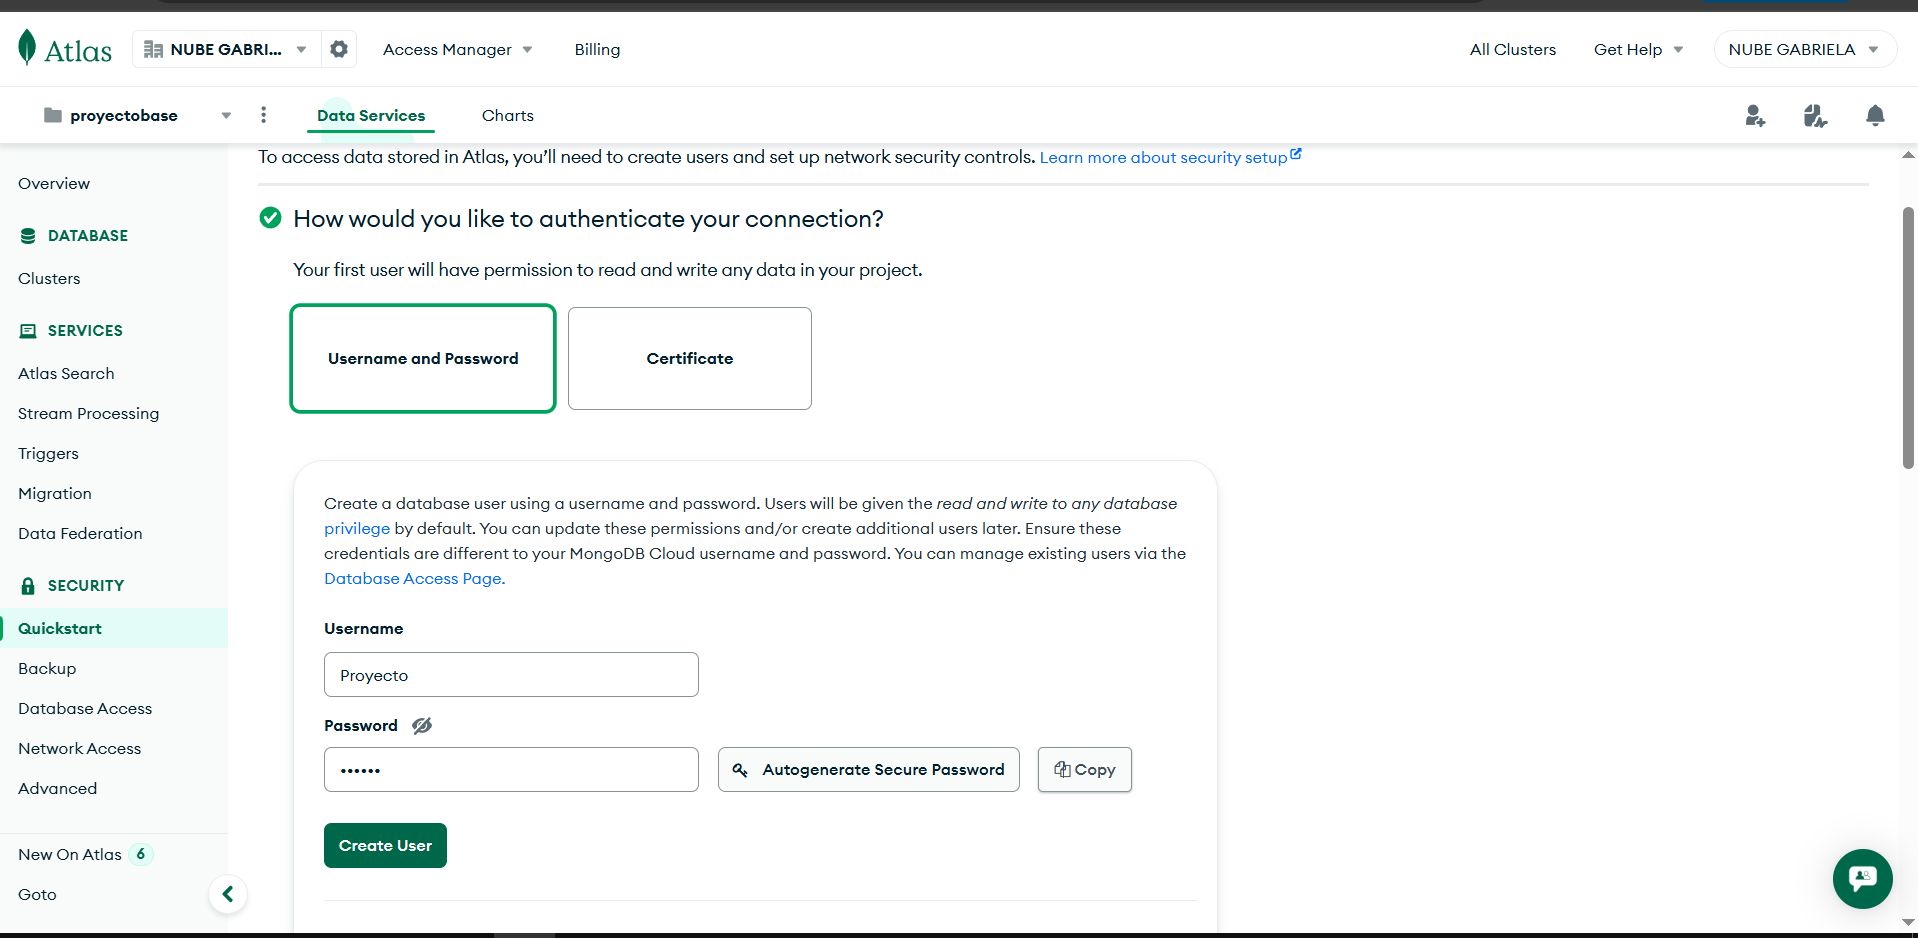 Atlas
NUBE GABRI...
Access Manager
Billing
All Clusters
Get Help
NUBE GABRIELA
proyectobase
Data Services
Charts
Overview
DATABASE
Clusters
SERVICES
Atlas Search
Stream Processing
Triggers
Migration
Data Federation
SECURITY
Quickstart
Backup
Database Access
Network Access
Advanced
New On Atlas 6
Goto
To access data stored in Atlas, you’ll need to create users and set up network security controls. Learn more about security setup
How would you like to authenticate your connection?
Your first user will have permission to read and write any data in your project.
Username and Password
Certificate
Create a database user using a username and password. Users will be given the read and write to any database
privilege by default. You can update these permissions and/or create additional users later. Ensure these
credentials are different to your MongoDB Cloud username and password. You can manage existing users via the
Database Access Page.
Username
Proyecto
Password
••••••
Autogenerate Secure Password
Copy
Create User